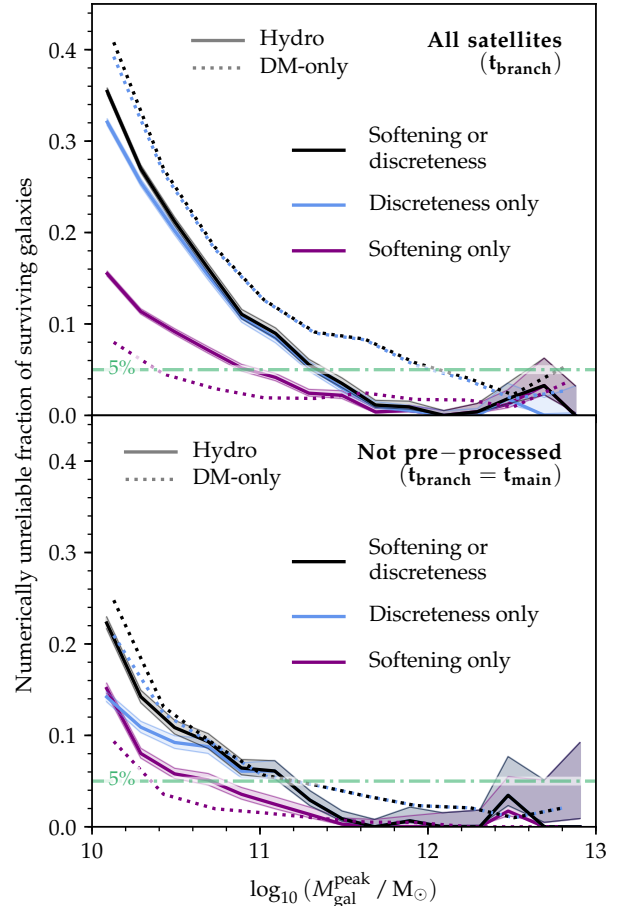 Numerically unreliable fraction of surviving galaxies
Hydro
DM-only
All satellites
(t_branch)
Softening or
discreteness
Discreteness only
Softening only
0.4
0.3
0.2
0.1
0.0
5%
Hydro
DM-only
Not pre−processed
(t_branch = t_main)
Softening or
discreteness
Discreteness only
Softening only
0.4
0.3
0.2
0.1
0.0
5%
10 11 12 13
log₁₀ (M_gal^peak / M_⊙)